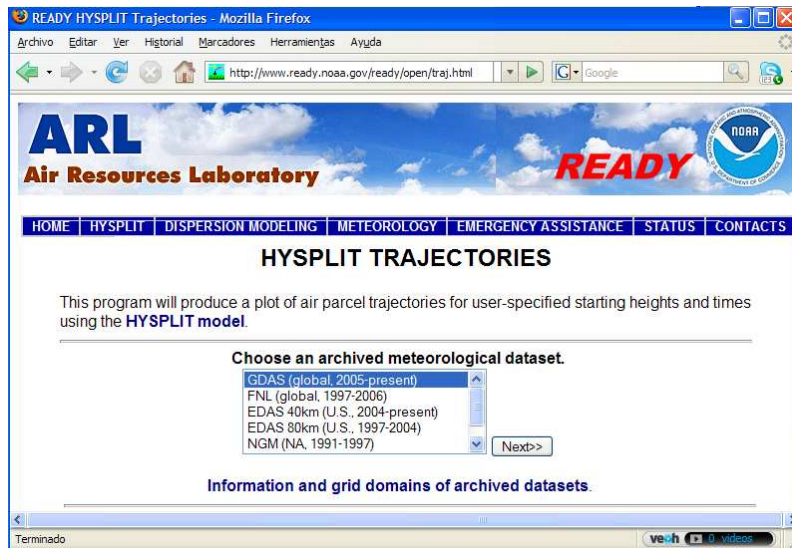 READY HYSPLIT Trajectories - Mozilla Firefox
Archivo Editar Ver Historial Marcadores Herramientas Ayuda
http://www.ready.noaa.gov/ready/open/traj.html G Google
ARL
Air Resources Laboratory
READY
NOAA
HOME HYSPLIT DISPERSION MODELING METEOROLOGY EMERGENCY ASSISTANCE STATUS CONTACTS
HYSPLIT TRAJECTORIES
This program will produce a plot of air parcel trajectories for user-specified starting heights and times
using the HYSPLIT model.
Choose an archived meteorological dataset.
GDAS (global, 2005-present)
FNL (global, 1997-2006)
EDAS 40km (U.S., 2004-present)
EDAS 80km (U.S., 1997-2004)
NGM (NA, 1991-1997)
Next>>
Information and grid domains of archived datasets.
Terminado veoh 0 videos